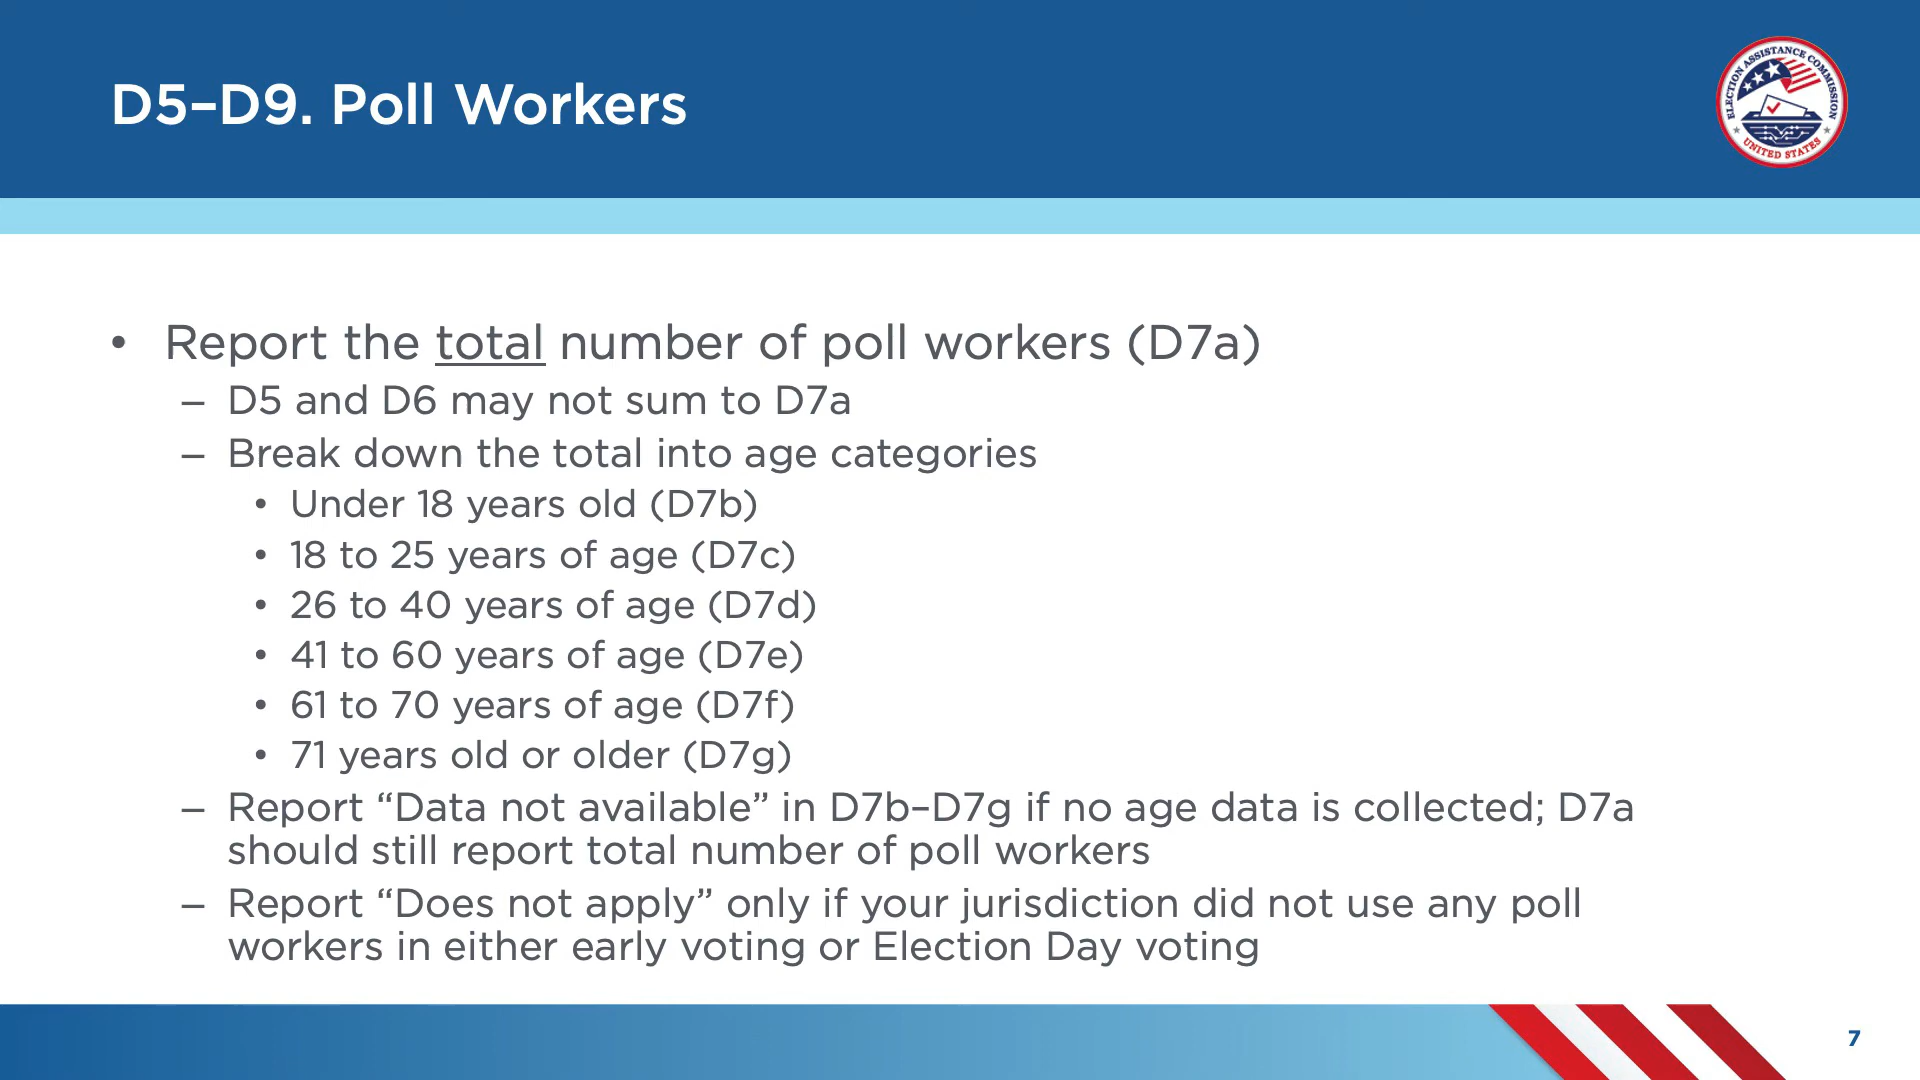 D5–D9. Poll Workers
ELECTION ASSISTANCE COMMISSION
UNITED STATES
• Report the total number of poll workers (D7a)
– D5 and D6 may not sum to D7a
– Break down the total into age categories
• Under 18 years old (D7b)
• 18 to 25 years of age (D7c)
• 26 to 40 years of age (D7d)
• 41 to 60 years of age (D7e)
• 61 to 70 years of age (D7f)
• 71 years old or older (D7g)
– Report “Data not available” in D7b–D7g if no age data is collected; D7a
should still report total number of poll workers
– Report “Does not apply” only if your jurisdiction did not use any poll
workers in either early voting or Election Day voting
7